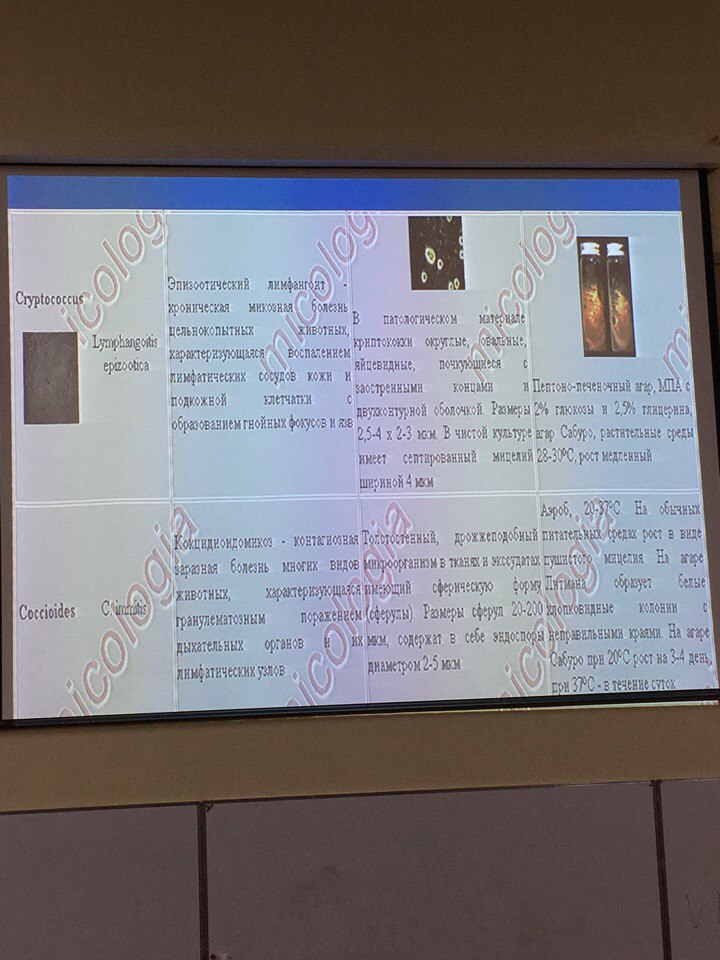 Cryptococcus
Lymphangoitis
epizootica
Эпизоотический лимфангоит -
хроническая микозная болезнь
цельнокопытных животных,
характеризующаяся воспалением
лимфатических сосудов кожи и
подкожной клетчатки с
образованием гнойных фокусов и язв
В патологическом материале
криптококки округлые, овальные,
яйцевидные, почкующиеся с
заостренными концами и
двухконтурной оболочкой. Размеры
2,5-4 х 2-3 мкм. В чистой культуре
имеет септированный мицелий
шириной 4 мкм
Пептоно-печеночный агар, МПА с
2% глюкозы и 2,5% глицерина,
агар Сабуро, растительные среды
28-30°С, рост медленный
Coccioides C. immitis
Кокцидиоидомикоз - контагиозная
заразная болезнь многих видов
животных, характеризующаяся
гранулематозным поражением
дыхательных органов и их
лимфатических узлов
Толстостенный, дрожжеподобный
микроорганизм в тканях и экссудатах
имеющий сферическую форму
(сферулы). Размеры сферул 20-200
мкм, содержат в себе эндоспоры
диаметром 2-5 мкм
Аэроб, 20-37°С. На обычных
питательных средах рост в виде
пушистого мицелия. На агаре
Литмана образует белые
хлопковидные колонии с
неправильными краями. На агаре
Сабуро при 20°С рост на 3-4 день,
при 37°С - в течение суток
micologia
micologia
micologia